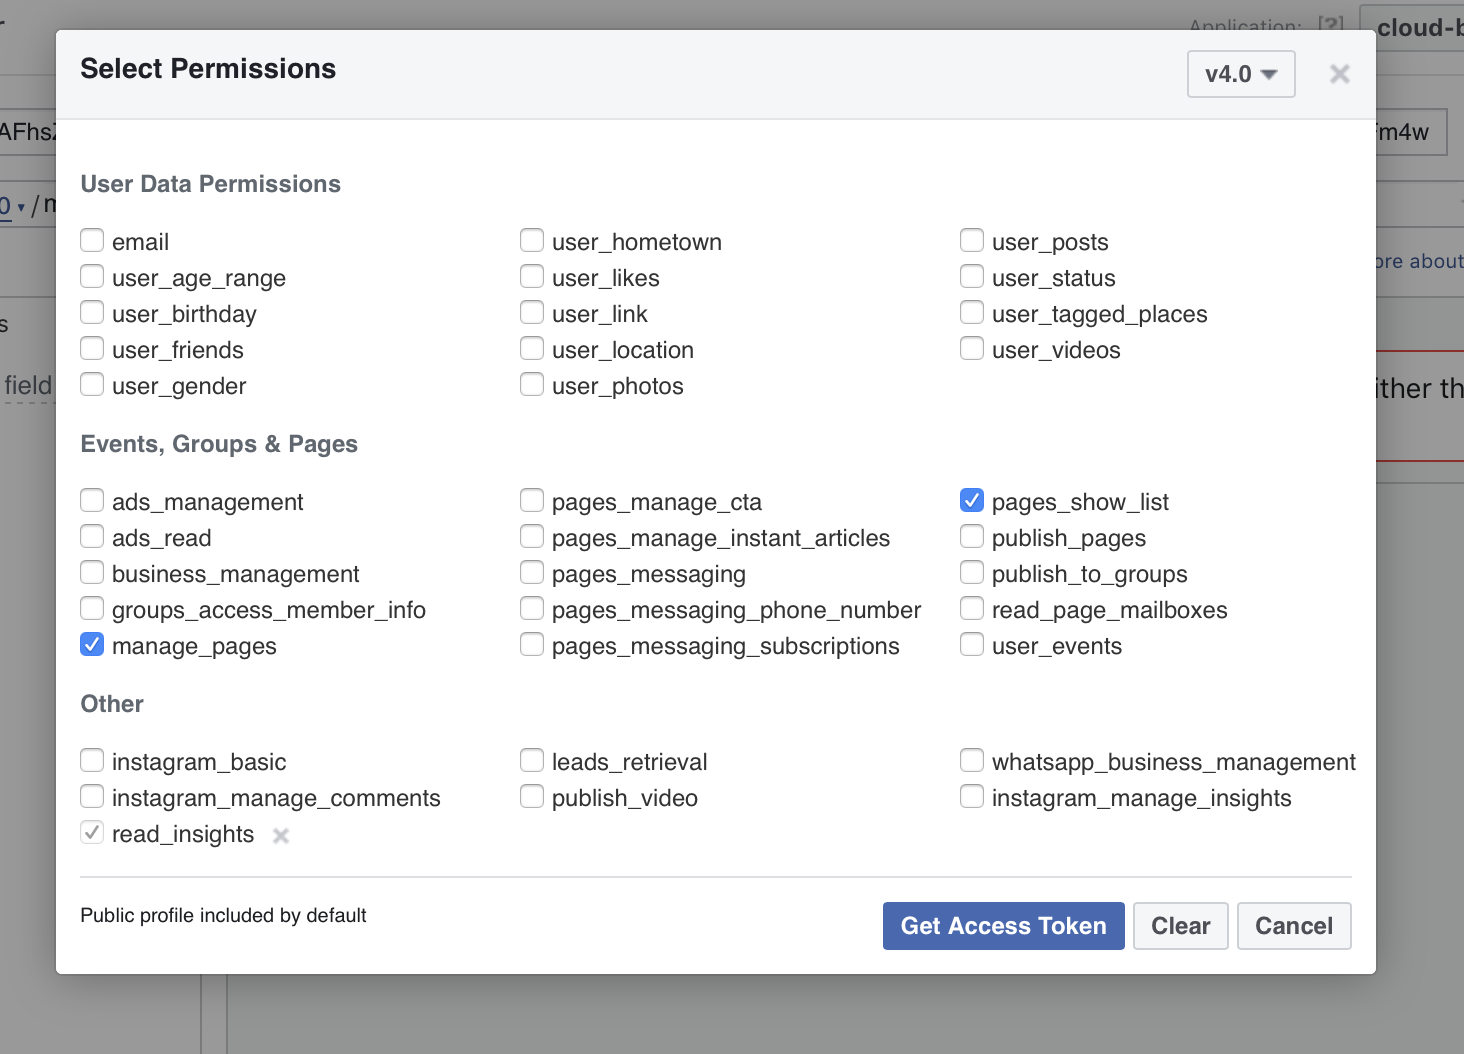 Application: [?] cloud-b
Select Permissions
v4.0
AFhs
m4w
0 /
User Data Permissions
email
user_age_range
user_birthday
user_friends
user_gender
user_hometown
user_likes
user_link
user_location
user_photos
user_posts
user_status
user_tagged_places
user_videos
ore about
s
field
ither th
Events, Groups & Pages
ads_management
ads_read
business_management
groups_access_member_info
manage_pages
pages_manage_cta
pages_manage_instant_articles
pages_messaging
pages_messaging_phone_number
pages_messaging_subscriptions
pages_show_list
publish_pages
publish_to_groups
read_page_mailboxes
user_events
Other
instagram_basic
instagram_manage_comments
read_insights
leads_retrieval
publish_video
whatsapp_business_management
instagram_manage_insights
Public profile included by default
Get Access Token
Clear
Cancel